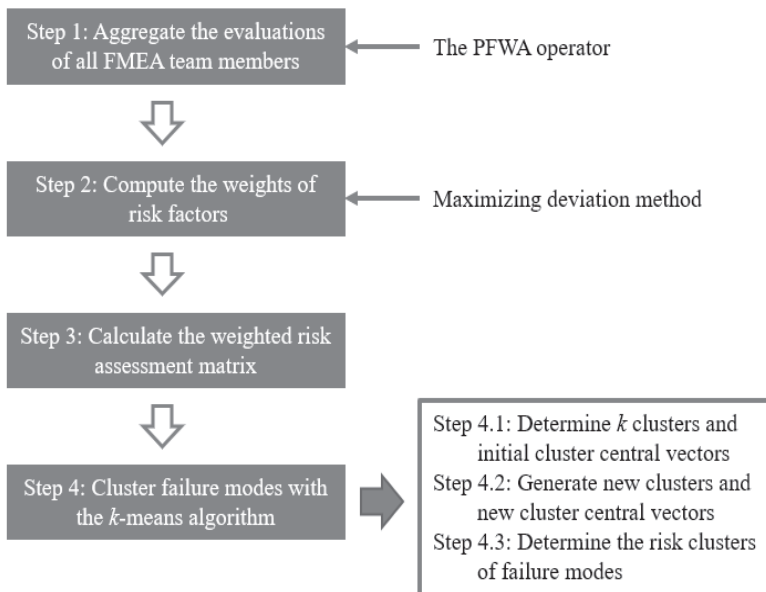 Step 1: Aggregate the evaluations
of all FMEA team members
The PFWA operator
Step 2: Compute the weights of
risk factors
Maximizing deviation method
Step 3: Calculate the weighted risk
assessment matrix
Step 4: Cluster failure modes with
the k-means algorithm
Step 4.1: Determine k clusters and
initial cluster central vectors
Step 4.2: Generate new clusters and
new cluster central vectors
Step 4.3: Determine the risk clusters
of failure modes